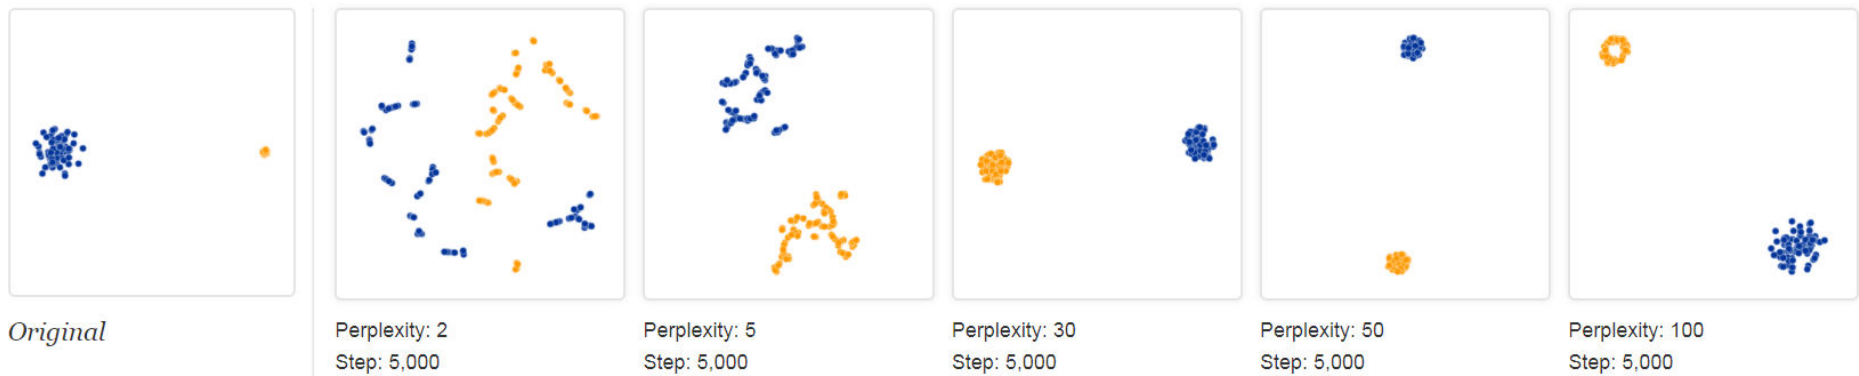 Original
Perplexity: 2
Step: 5,000
Perplexity: 5
Step: 5,000
Perplexity: 30
Step: 5,000
Perplexity: 50
Step: 5,000
Perplexity: 100
Step: 5,000